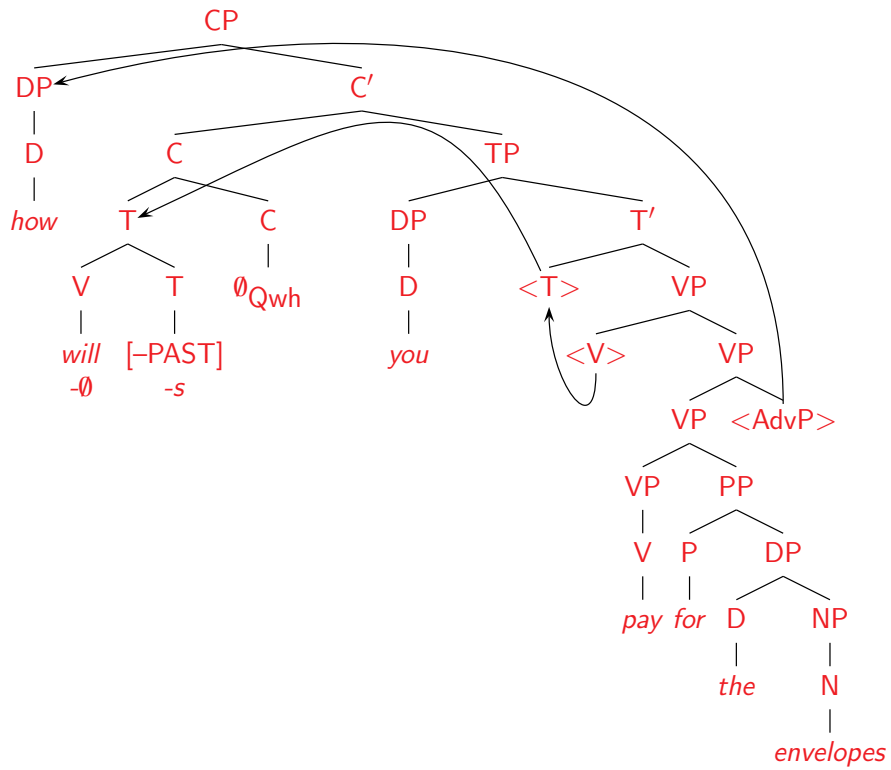 CP
DP C′
D C TP
how T C DP T′
V T ∅Qwh D <T> VP
will [–PAST] you <V> VP
-∅ -s
VP <AdvP>
VP PP
V P DP
pay for D NP
the N
envelopes